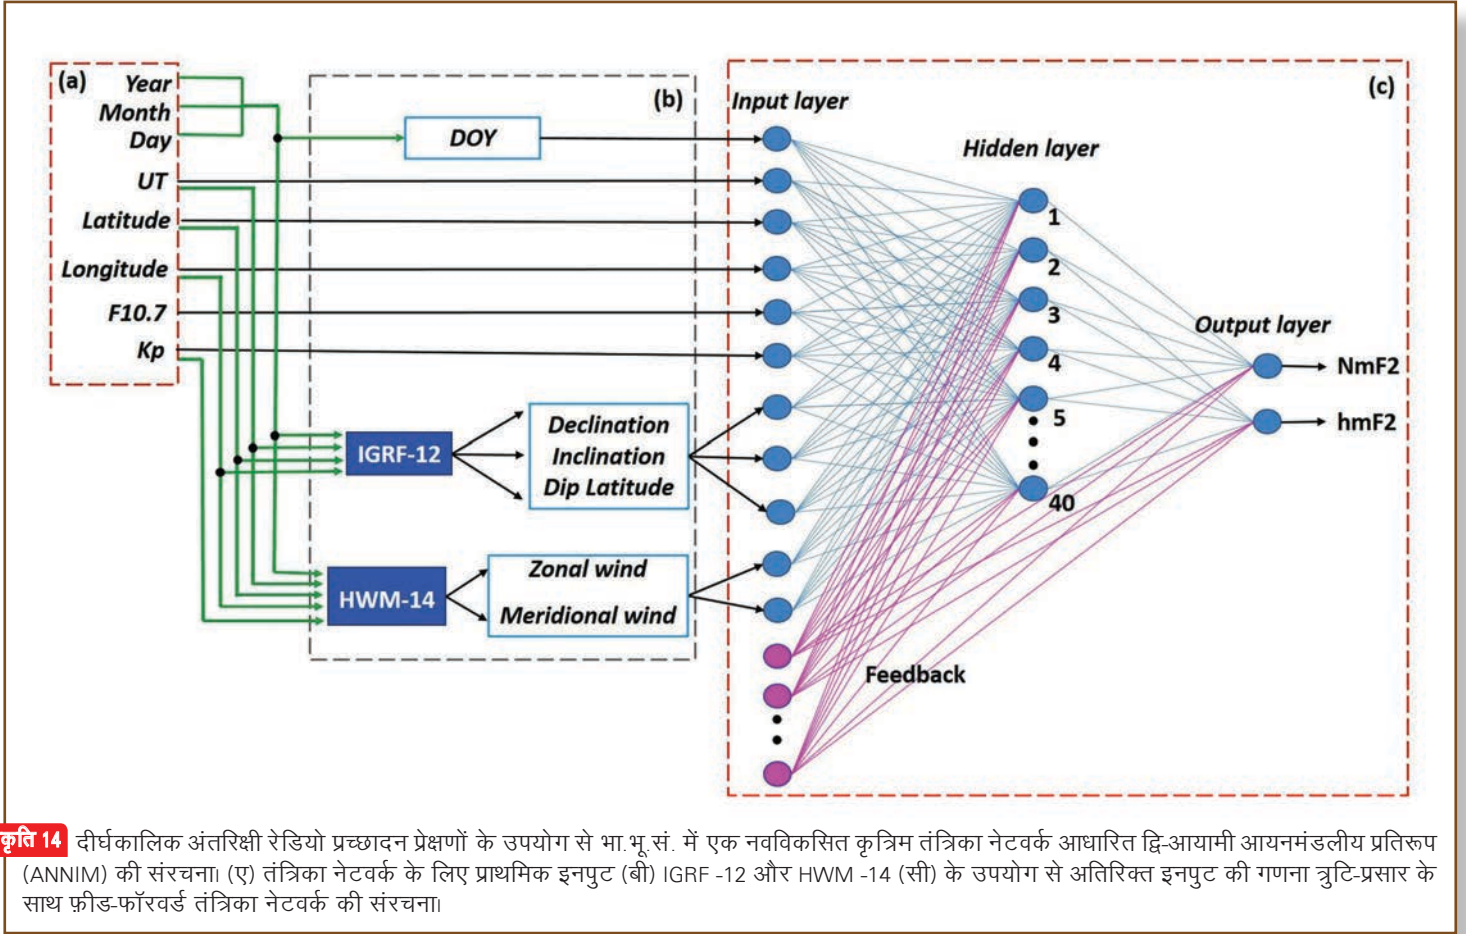 (a)
Year
Month
Day
UT
Latitude
Longitude
F10.7
Kp
(b)
DOY
IGRF-12
Declination
Inclination
Dip Latitude
HWM-14
Zonal wind
Meridional wind
(c)
Input layer
Hidden layer
1
2
3
4
5
40
Output layer
NmF2
hmF2
Feedback
कृति 14 दीर्घकालिक अंतरिक्षी रेडियो प्रच्छादन प्रेक्षणों के उपयोग से भा.भू.सं. में एक नवविकसित कृत्रिम तंत्रिका नेटवर्क आधारित द्वि-आयामी आयनमंडलीय प्रतिरूप
(ANNIM) की संरचना। (ए) तंत्रिका नेटवर्क के लिए प्राथमिक इनपुट (बी) IGRF -12 और HWM -14 (सी) के उपयोग से अतिरिक्त इनपुट की गणना त्रुटि-प्रसार के
साथ फ़ीड-फॉरवर्ड तंत्रिका नेटवर्क की संरचना।